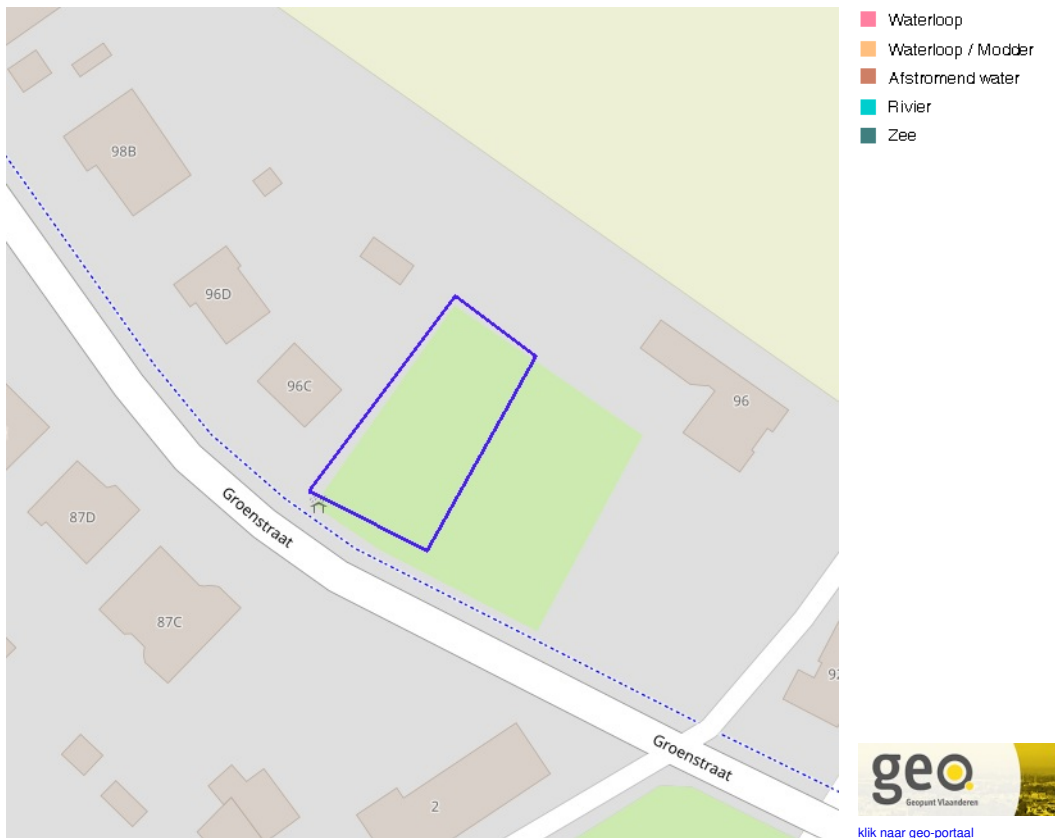 Waterloop
Waterloop / Modder
Afstromend water
Rivier
Zee
98B
96D
96C
96
87D
87C
Groenstraat
Groenstraat
2
geo.
Geopunt Vlaanderen
klik naar geo-portaal